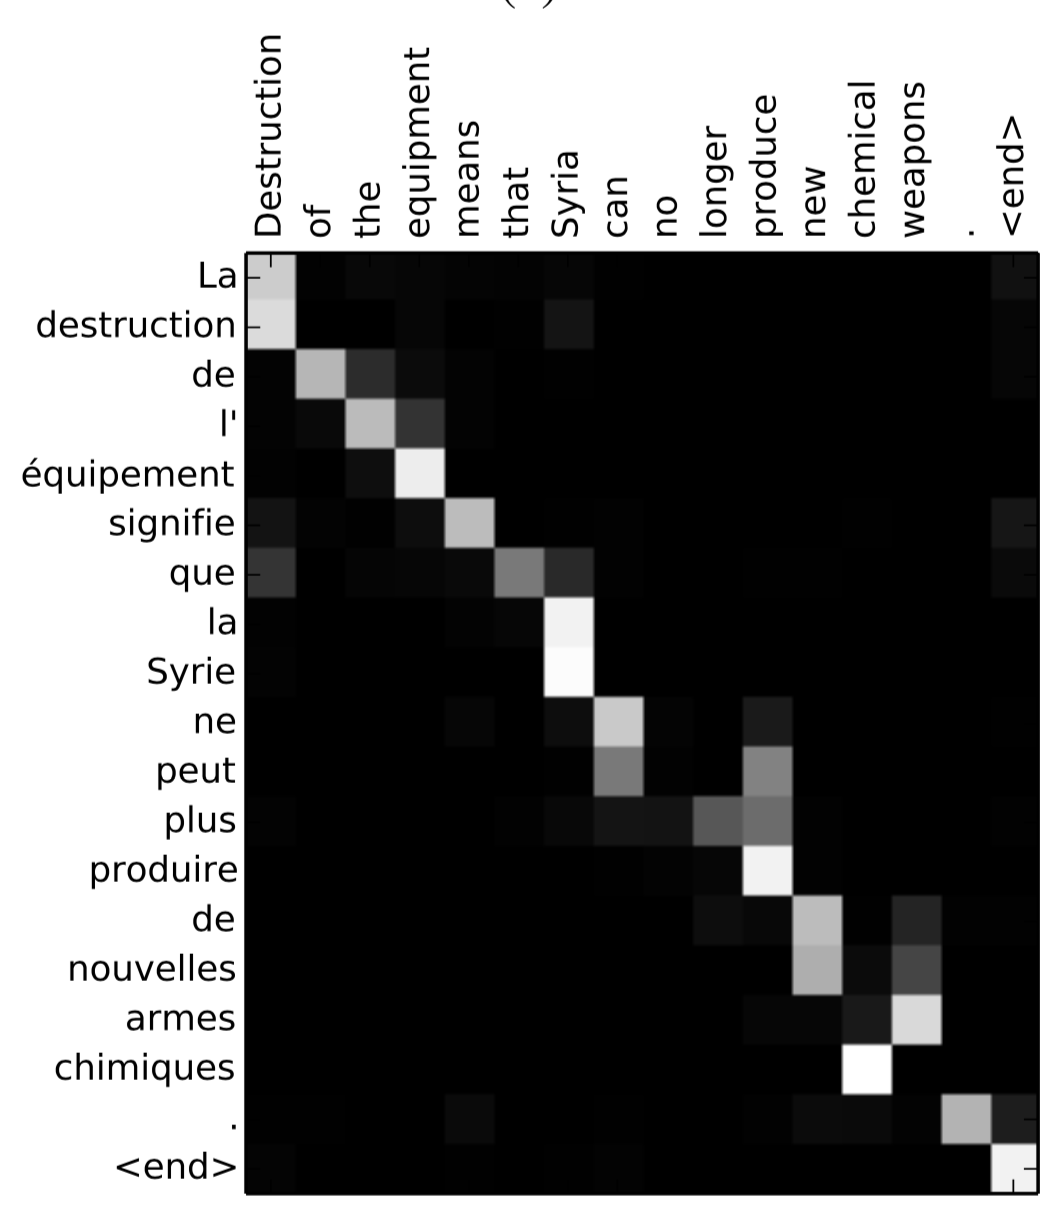 Destruction
of
the
equipment
means
that
Syria
can
no
longer
produce
new
chemical
weapons
.
<end>
La
destruction
de
l'
équipement
signifie
que
la
Syrie
ne
peut
plus
produire
de
nouvelles
armes
chimiques
.
<end>